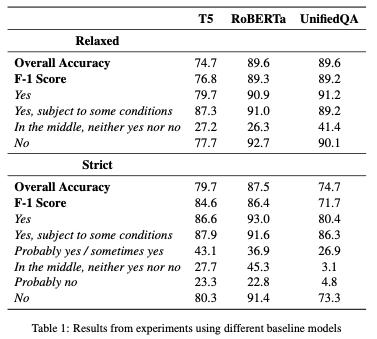 T5 RoBERTa UnifiedQA
Relaxed
Overall Accuracy 74.7 89.6 89.6
F-1 Score 76.8 89.3 89.2
Yes 79.7 90.9 91.2
Yes, subject to some conditions 87.3 91.0 89.2
In the middle, neither yes nor no 27.2 26.3 41.4
No 77.7 92.7 90.1
Strict
Overall Accuracy 79.7 87.5 74.7
F-1 Score 84.6 86.4 71.7
Yes 86.6 93.0 80.4
Yes, subject to some conditions 87.9 91.6 86.3
Probably yes / sometimes yes 43.1 36.9 26.9
In the middle, neither yes nor no 27.7 45.3 3.1
Probably no 23.3 22.8 4.8
No 80.3 91.4 73.3
Table 1: Results from experiments using different baseline models